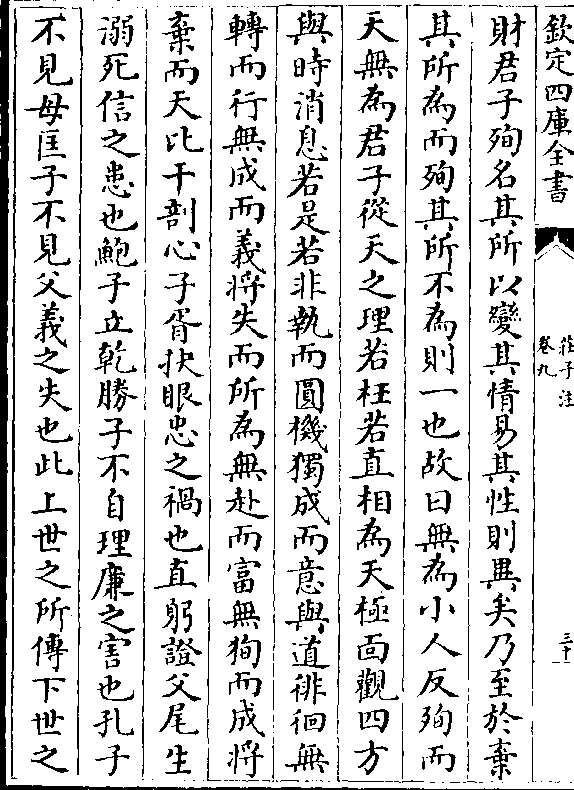 欽定四庫全書
莊子注
卷九
三十一
財君子殉名其所以變其情易其性則異矣乃至於棄
其所為而殉其所不為則一也故曰無為小人反殉而
天無為君子從天之理若枉若直相為天極面觀四方
與時消息若是若非執而圓機獨成而意與道徘徊無
轉而行無成而義將失而所為無赴而富無狥而成將
棄而天比干剖心子胥抉眼忠之禍也直躬證父尾生
溺死信之患也鮑子立乾勝子不自理廉之害也孔子
不見母匡子不見父義之失也此上世之所傳下世之